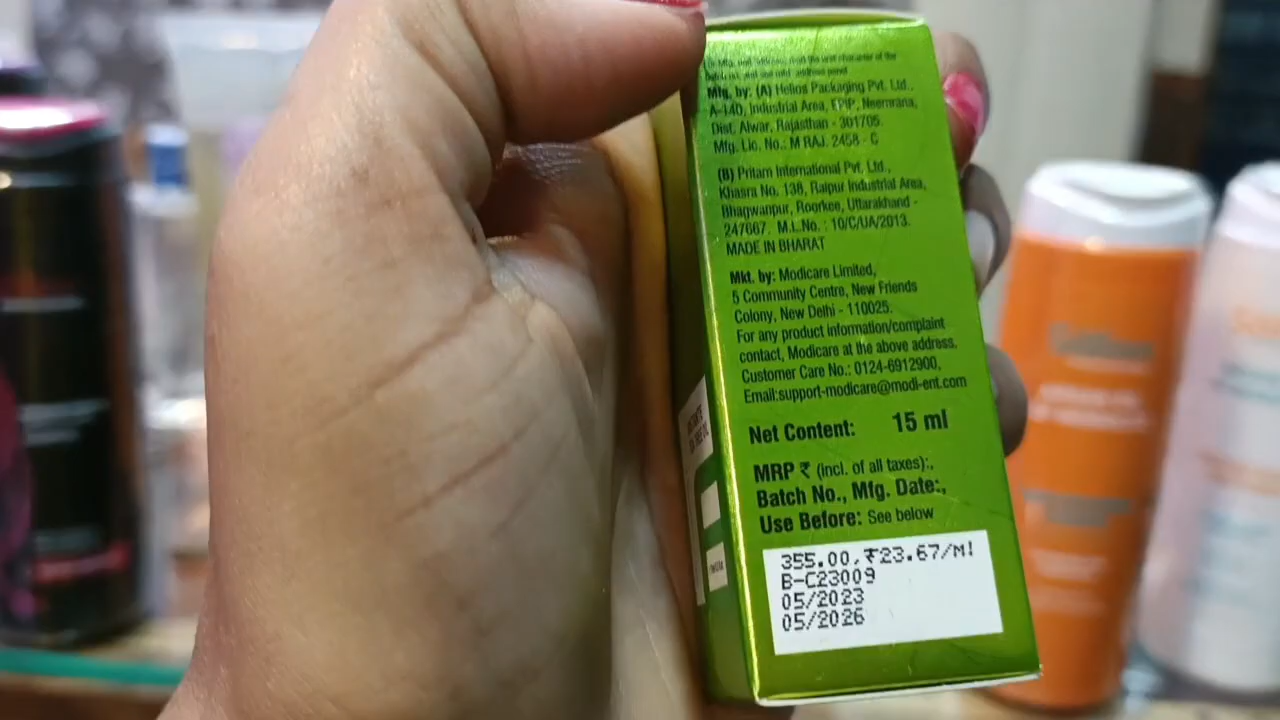 Mfg. by: (A) Helios Packaging Pvt. Ltd.,
A-140, Industrial Area, EPIP, Neemrana,
Dist. Alwar, Rajasthan - 301705.
Mfg. Lic. No.: M RAJ. 2458 - C
(B) Pritam International Pvt. Ltd.,
Khasra No. 138, Raipur Industrial Area,
Bhagwanpur, Roorkee, Uttarakhand -
247667. M.L.No. : 10/C/UA/2013.
MADE IN BHARAT
Mkt. by: Modicare Limited,
5 Community Centre, New Friends
Colony, New Delhi - 110025.
For any product information/complaint
contact, Modicare at the above address.
Customer Care No.: 0124-6912900,
Email:support-modicare@modi-ent.com
Net Content: 15 ml
MRP ₹ (incl. of all taxes):,
Batch No., Mfg. Date:,
Use Before: See below
355.00,₹23.67/Ml
B-C23009
05/2023
05/2026